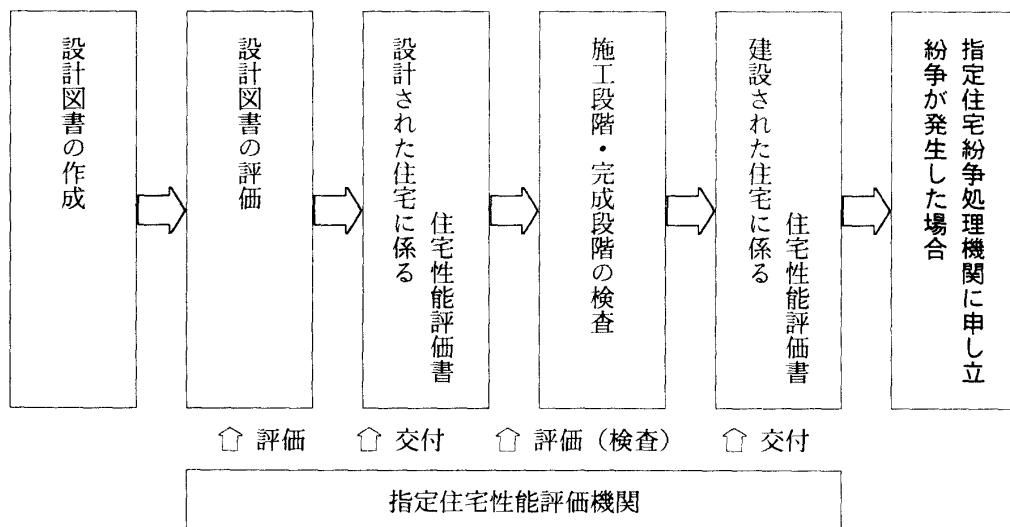 設計図書の作成
設計図書の評価
設計された住宅に係る
住宅性能評価書
施工段階・完成段階の検査
建設された住宅に係る
住宅性能評価書
紛争が発生した場合
指定住宅紛争処理機関に申し立
評価
交付
評価（検査）
交付
指定住宅性能評価機関